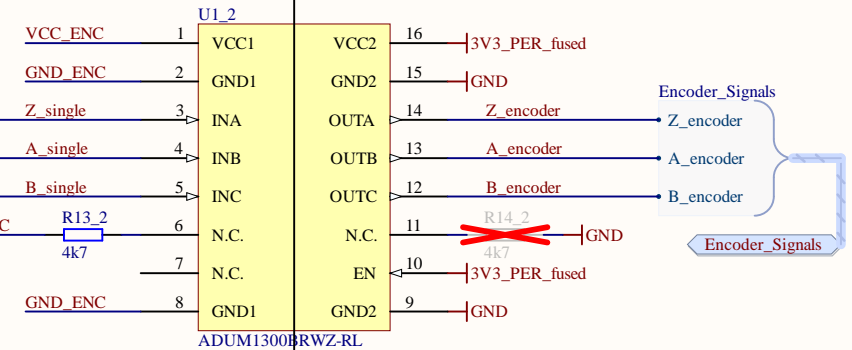 U1_2
VCC_ENC 1 VCC1 VCC2 16 3V3_PER_fused
GND_ENC 2 GND1 GND2 15 GND
Encoder_Signals
Z_single 3 INA OUTA 14 Z_encoder Z_encoder
A_single 4 INB OUTB 13 A_encoder A_encoder
B_single 5 INC OUTC 12 B_encoder B_encoder
C R13_2 6 N.C. N.C. 11 R14_2 GND
4k7 4k7
Encoder_Signals
7 N.C. EN 10 3V3_PER_fused
GND_ENC 8 GND1 GND2 9 GND
ADUM1300BRWZ-RL